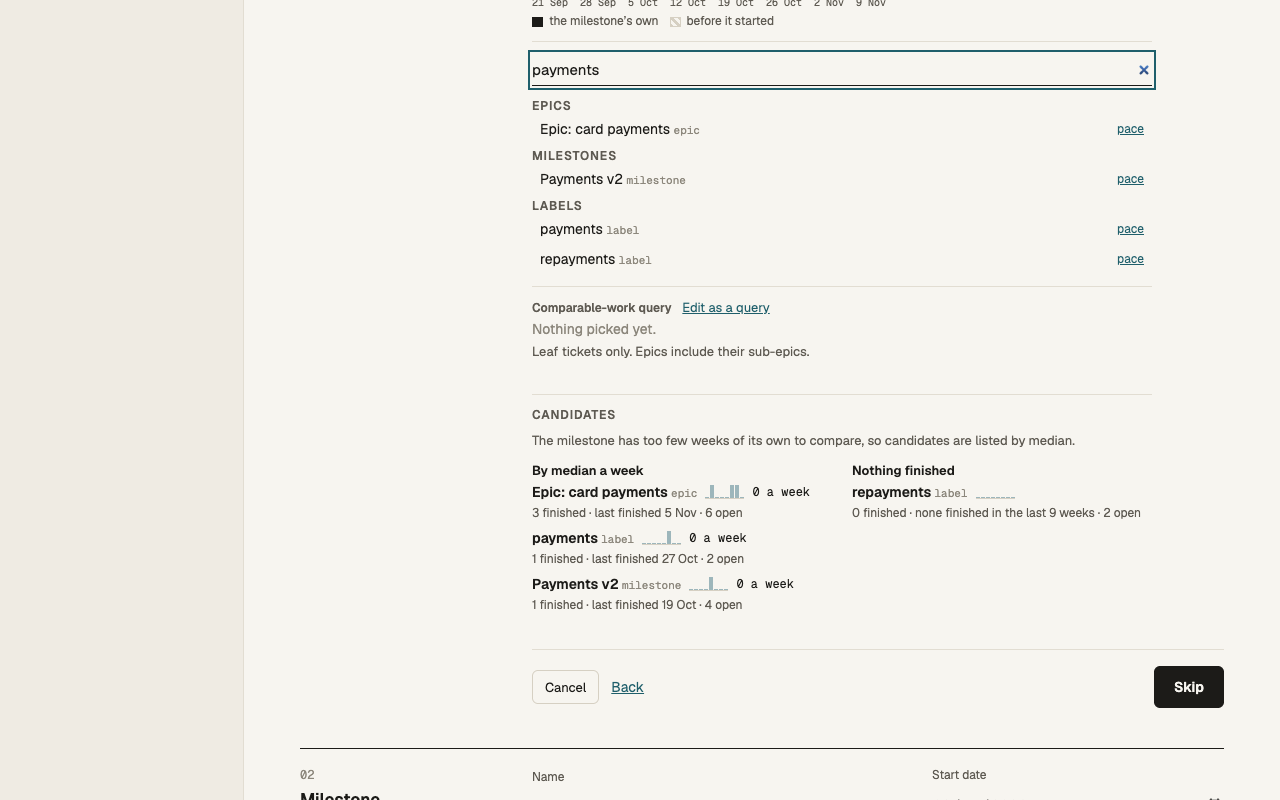 21 Sep 28 Sep 5 Oct 12 Oct 19 Oct 26 Oct 2 Nov 9 Nov
the milestone's own before it started
payments ×
EPICS
Epic: card payments epic pace
MILESTONES
Payments v2 milestone pace
LABELS
payments label pace
repayments label pace
Comparable-work query Edit as a query
Nothing picked yet.
Leaf tickets only. Epics include their sub-epics.
CANDIDATES
The milestone has too few weeks of its own to compare, so candidates are listed by median.
By median a week
Epic: card payments epic 0 a week
3 finished · last finished 5 Nov · 6 open
payments label 0 a week
1 finished · last finished 27 Oct · 2 open
Payments v2 milestone 0 a week
1 finished · last finished 19 Oct · 4 open
Nothing finished
repayments label
0 finished · none finished in the last 9 weeks · 2 open
Cancel Back Skip
02 Name Start date
Milestone